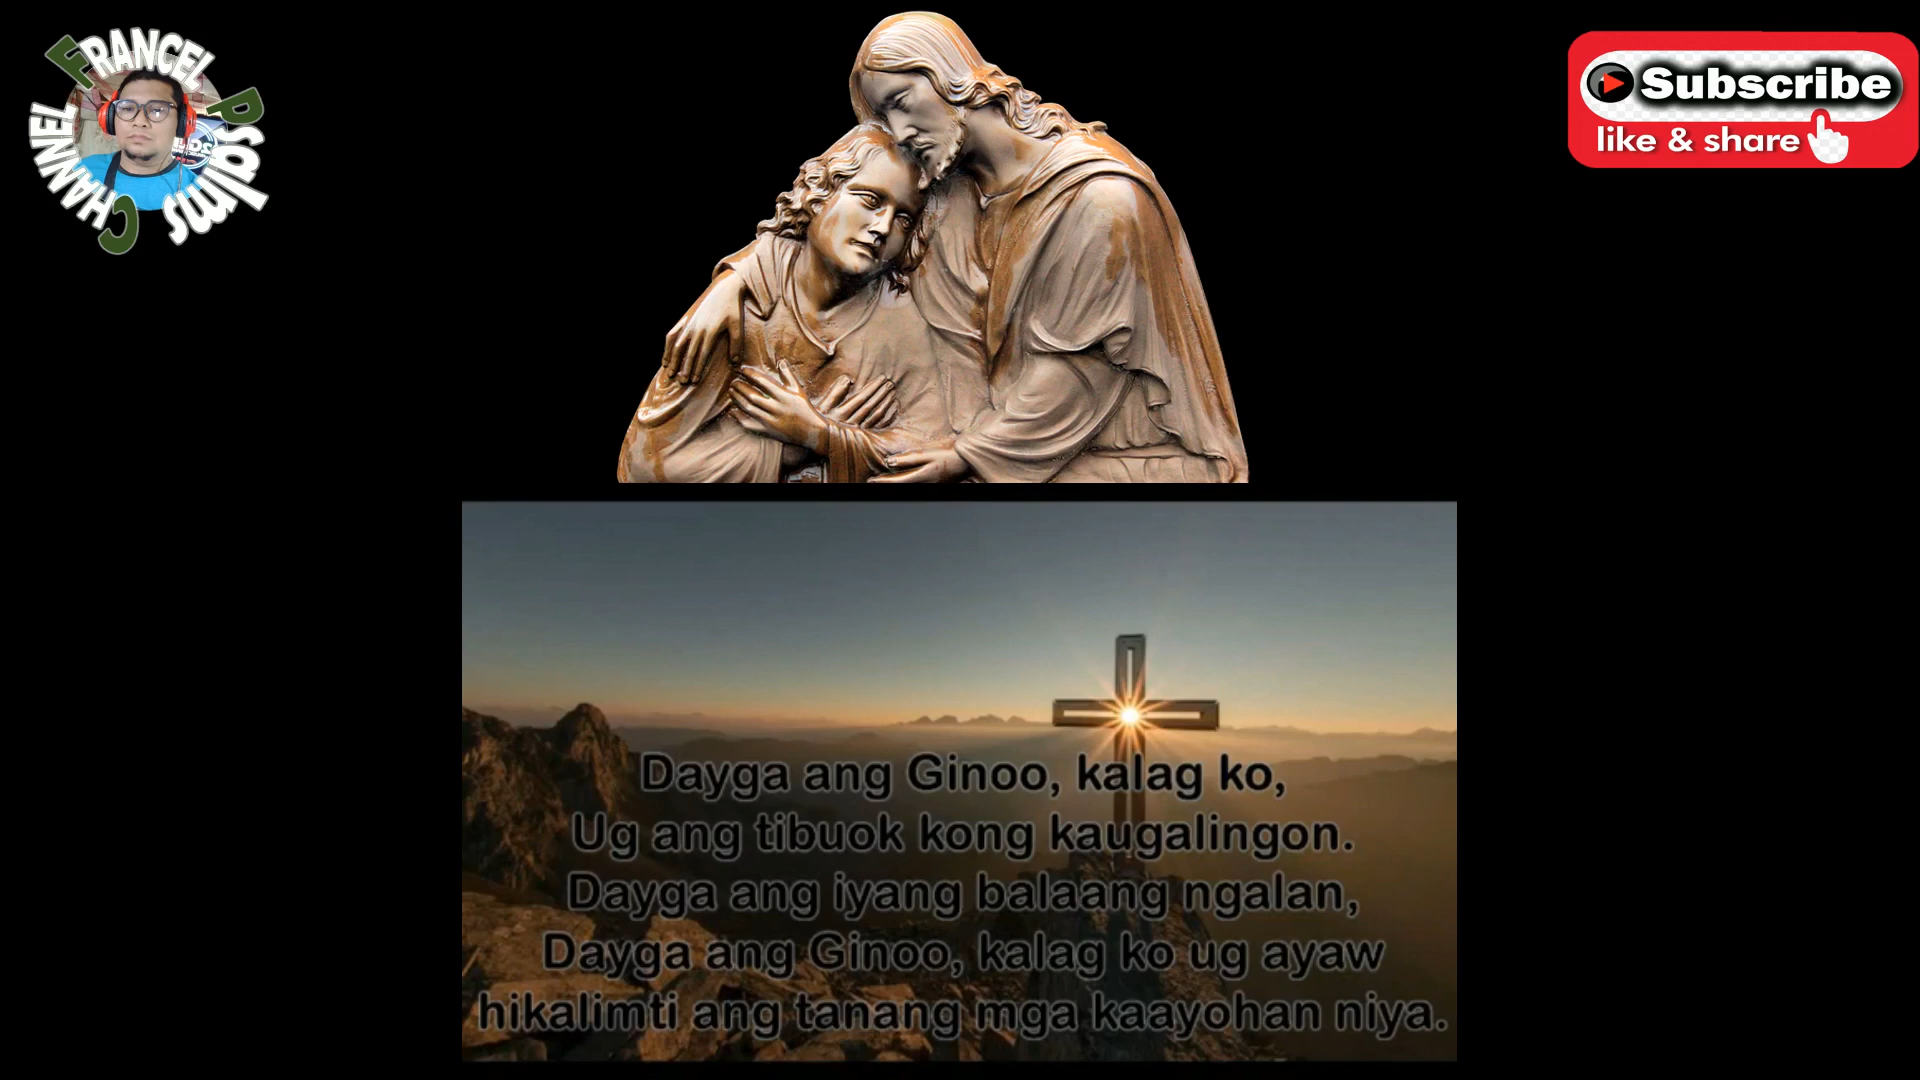 FRANCEL Psalms CHANNEL
Subscribe
like & share
Dayga ang Ginoo, kalag ko,
Ug ang tibuok kong kaugalingon.
Dayga ang iyang balaang ngalan,
Dayga ang Ginoo, kalag ko ug ayaw
hikalimti ang tanang mga kaayohan niya.